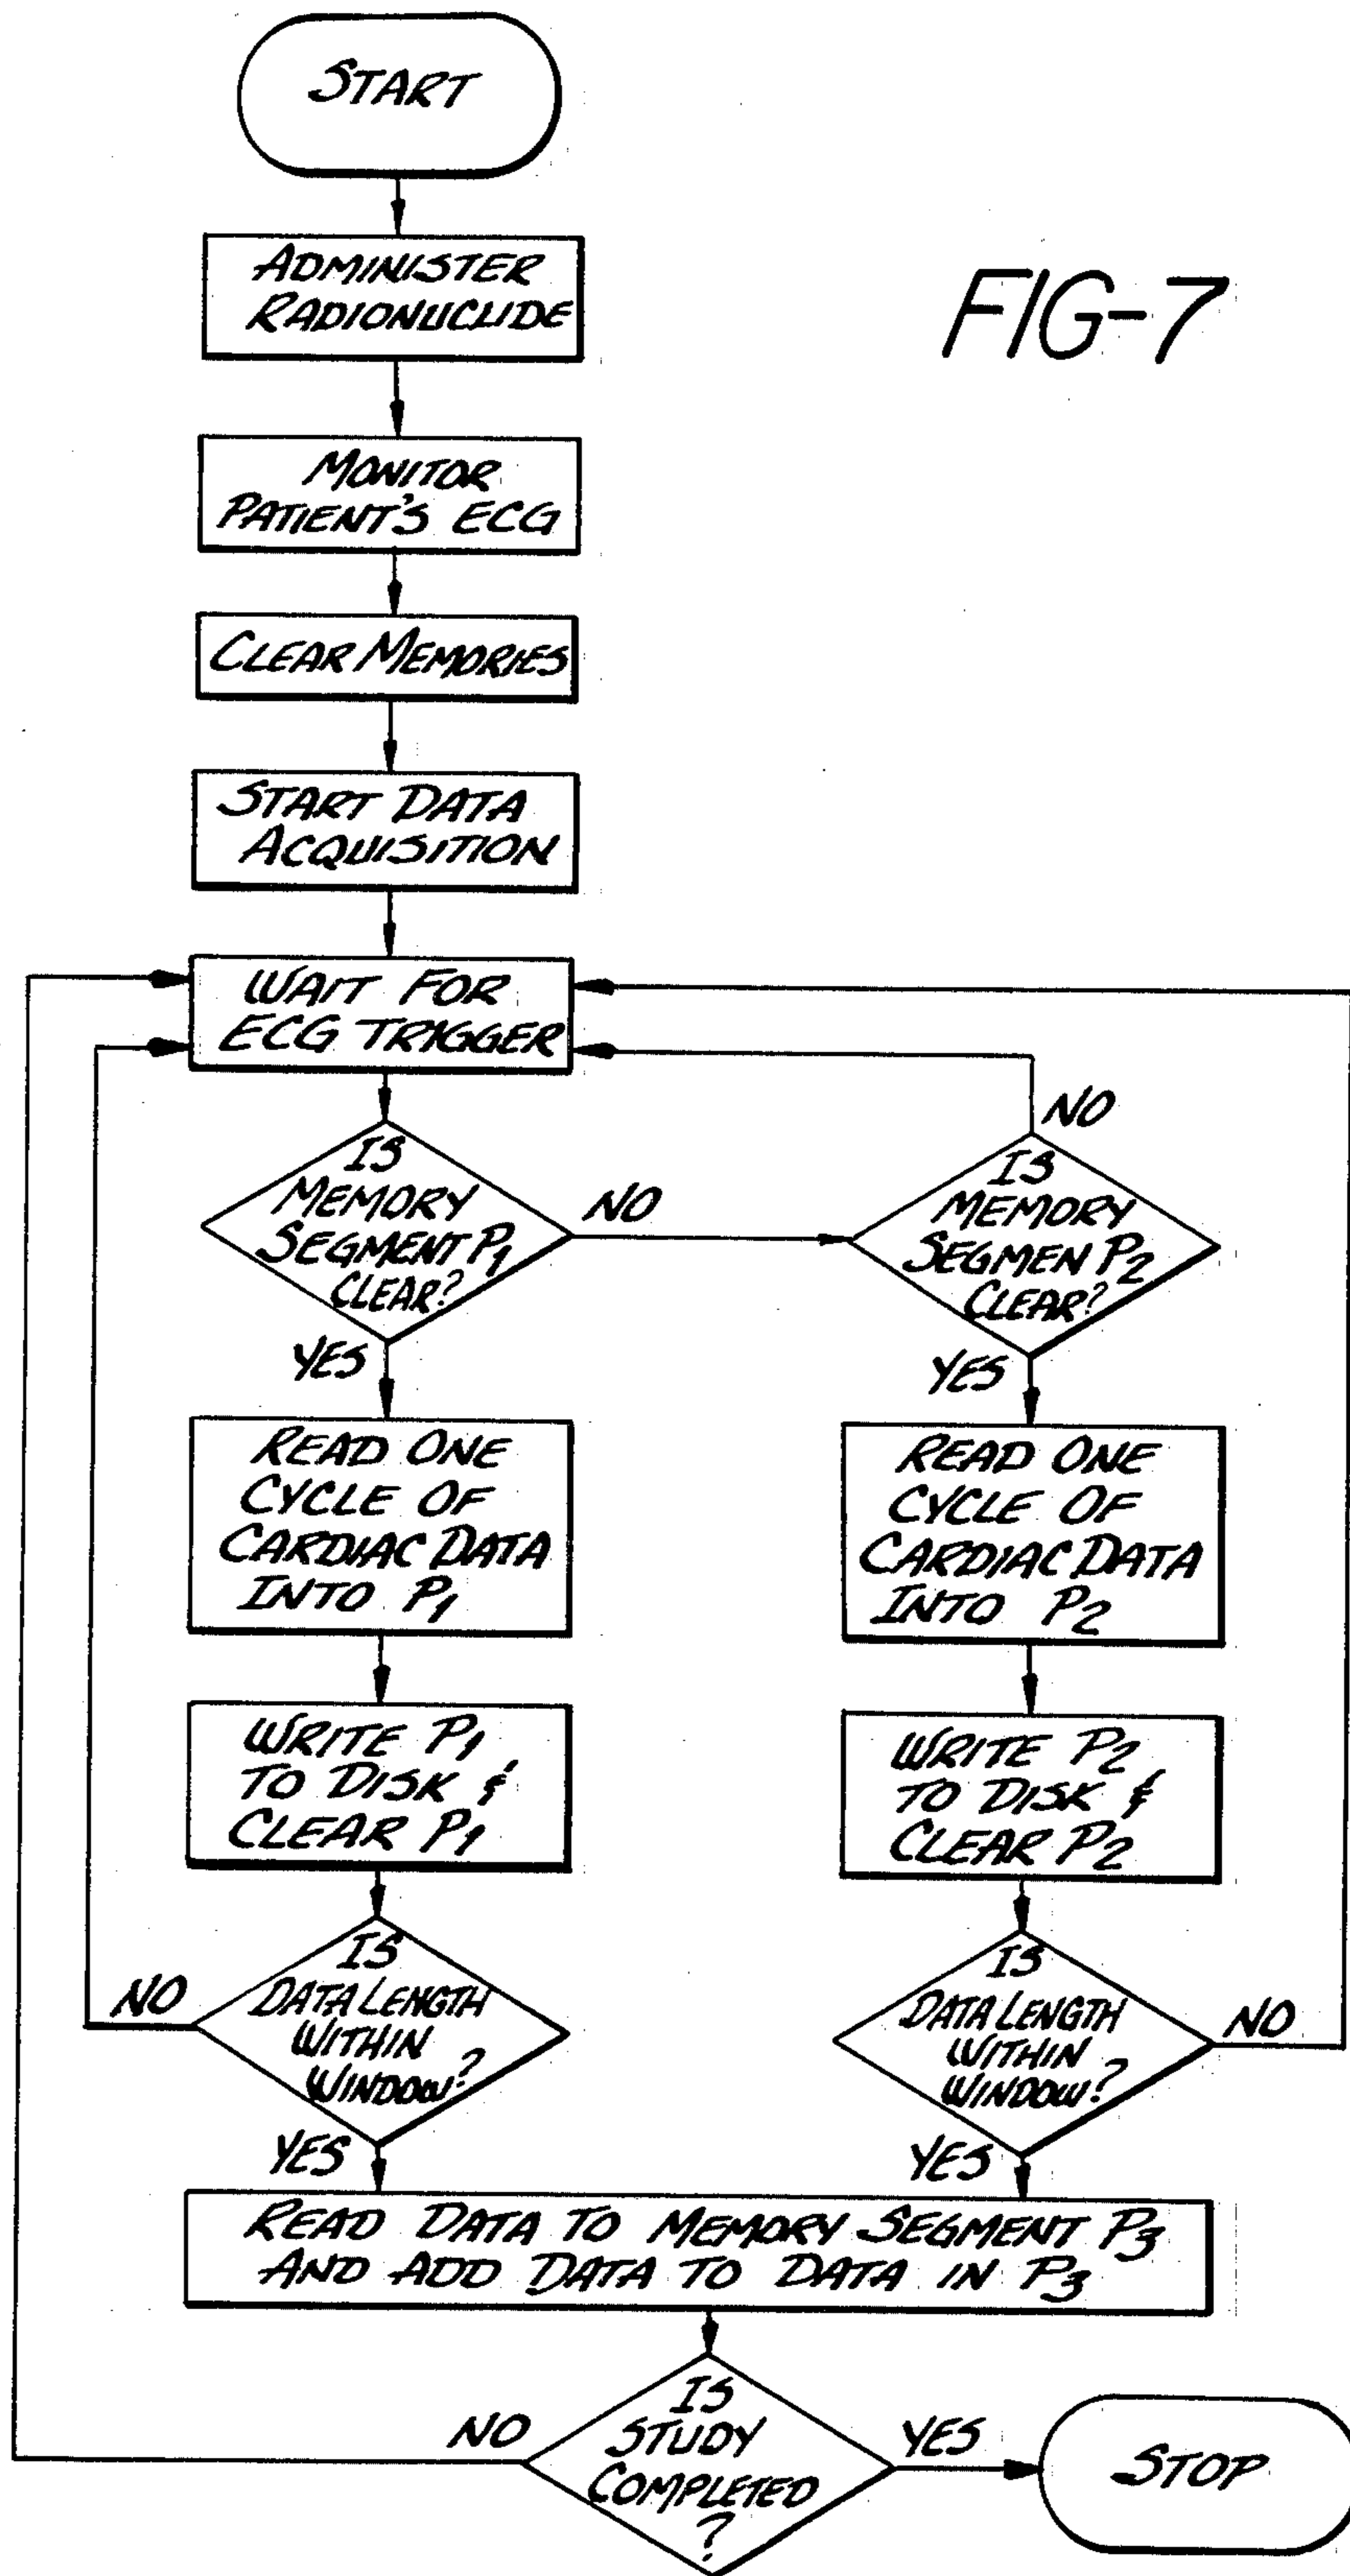 START
ADMINISTER
RADIONUCLIDE
FIG-7
MONITOR
PATIENT'S ECG
CLEAR MEMORIES
START DATA
ACQUISITION
WAIT FOR
ECG TRIGGER
IS
MEMORY
SEGMENT P1
CLEAR?
NO
IS
MEMORY
SEGMEN P2
CLEAR?
NO
YES
YES
READ ONE
CYCLE OF
CARDIAC DATA
INTO P1
READ ONE
CYCLE OF
CARDIAC DATA
INTO P2
WRITE P1
TO DISK &
CLEAR P1
WRITE P2
TO DISK &
CLEAR P2
IS
DATA LENGTH
WITHIN
WINDOW?
NO
IS
DATA LENGTH
WITHIN
WINDOW?
NO
YES
YES
READ DATA TO MEMORY SEGMENT P3
AND ADD DATA TO DATA IN P3
IS
STUDY
COMPLETED
?
NO
YES
STOP